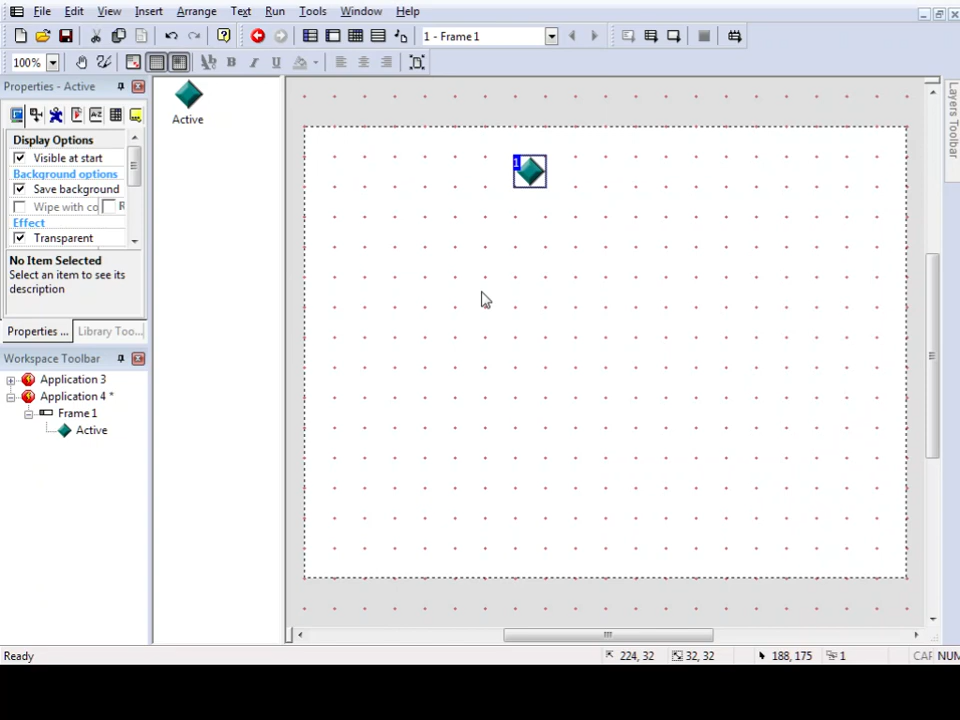 File Edit View Insert Arrange Text Run Tools Window Help
1 - Frame 1
100% B I U
Properties - Active
Display Options
Visible at start
Background options
Save background
Wipe with co R
Effect
Transparent
No Item Selected
Select an item to see its
description
Properties ... Library Too...
Workspace Toolbar
Application 3
Application 4 *
Frame 1
Active
Active
1
Layers Toolbar
Ready 224, 32 32, 32 188, 175 1 CAP NUM